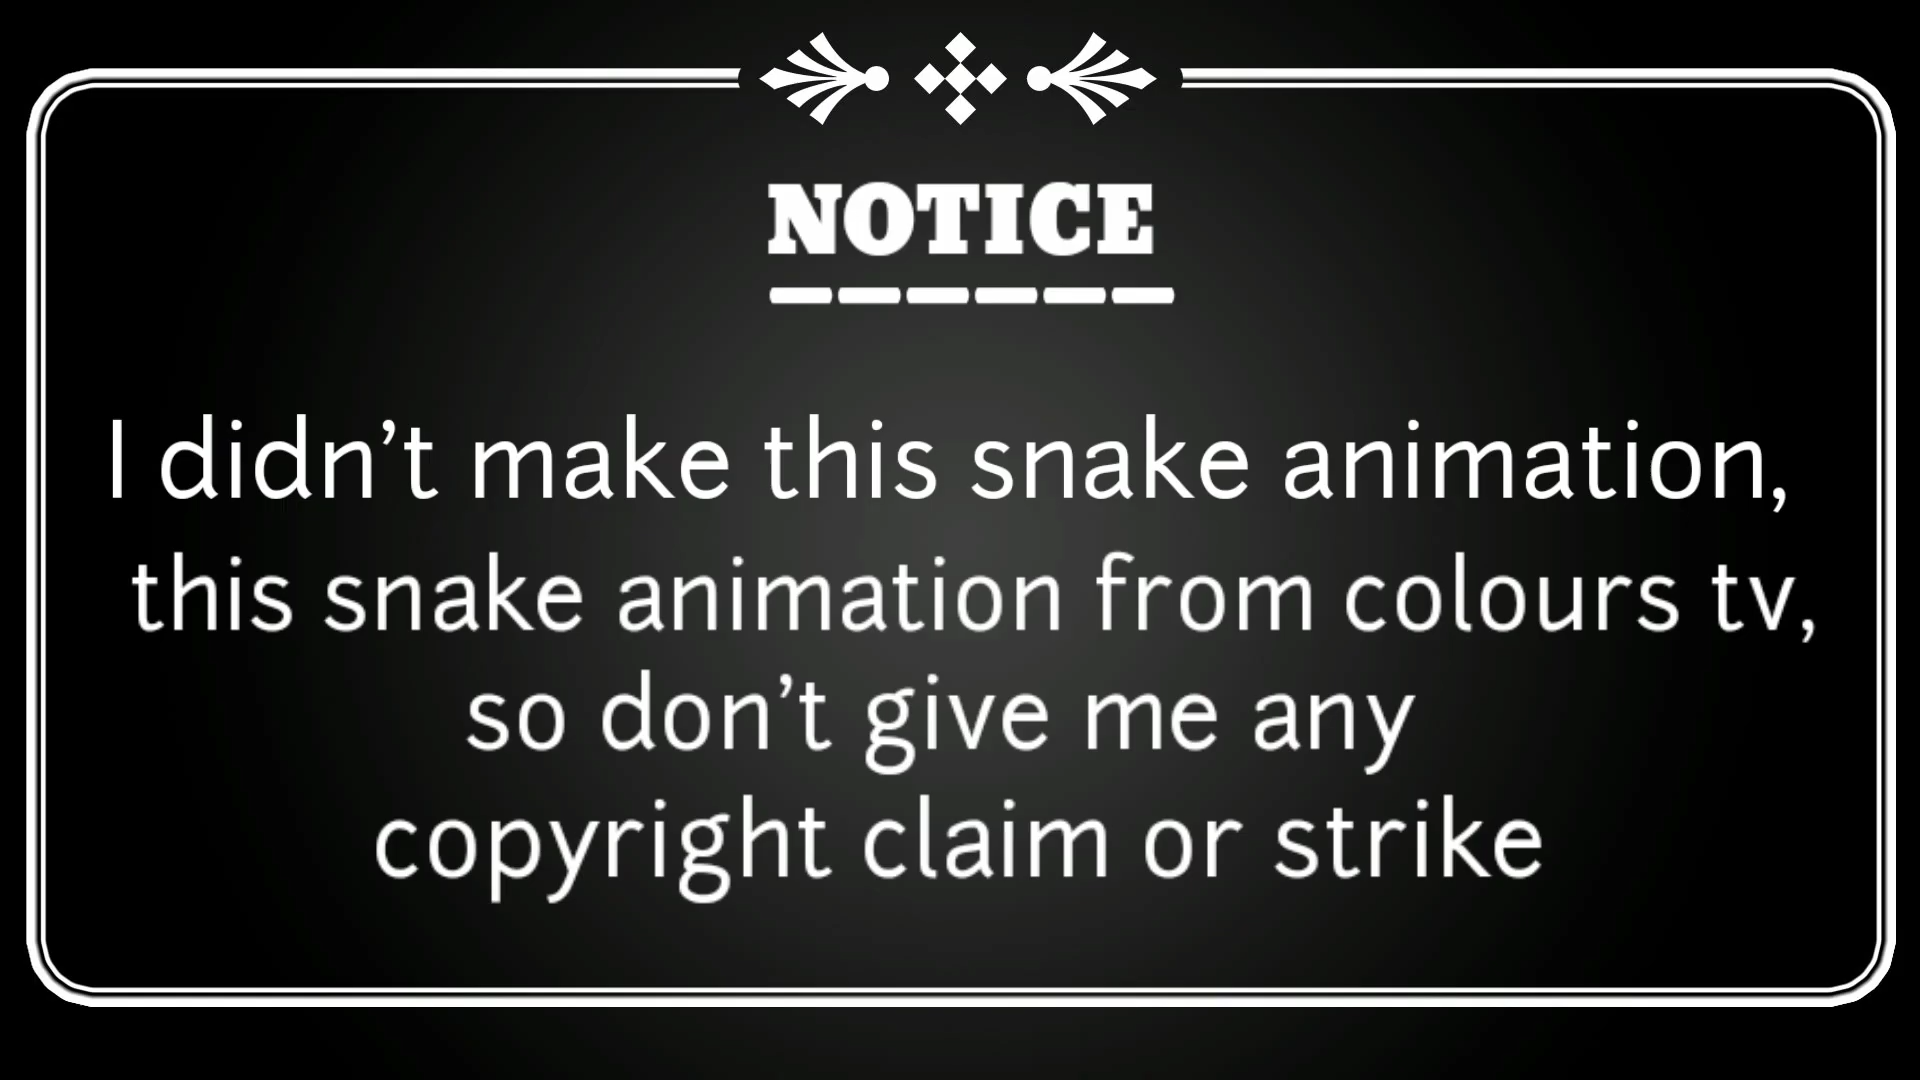 NOTICE
I didn’t make this snake animation,
this snake animation from colours tv,
so don’t give me any
copyright claim or strike